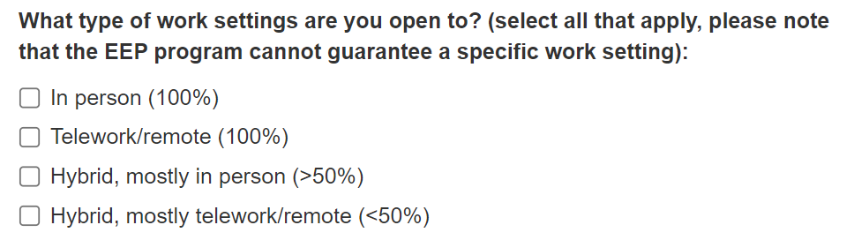 What type of work settings are you open to? (select all that apply, please note
that the EEP program cannot guarantee a specific work setting):
In person (100%)
Telework/remote (100%)
Hybrid, mostly in person (>50%)
Hybrid, mostly telework/remote (<50%)